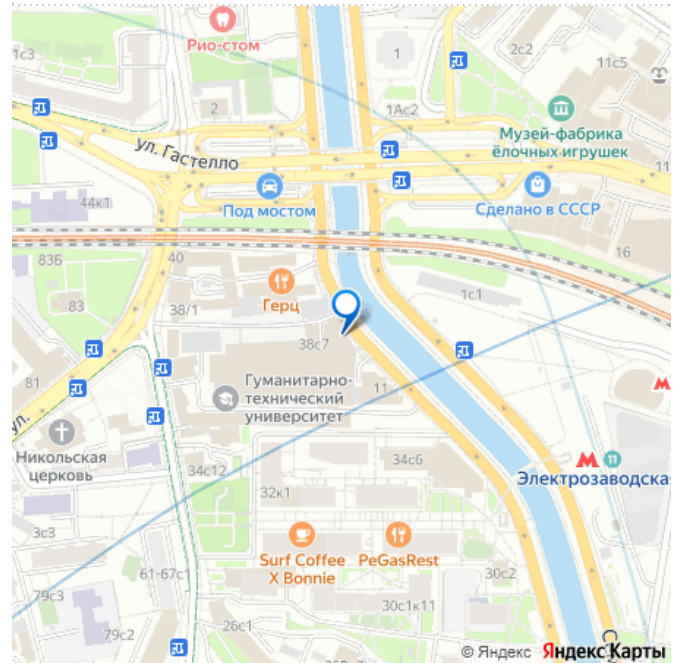 1с3
Рио-стом
2
1
1Ас2
2с2
11с5
Музей-фабрика
ёлочных игрушек
11
ул. Гастелло
Под мостом
Сделано в СССР
44к1
83Б
40
16
83
38/1
Герц
1с1
38с7
81
Гуманитарно-
технический
университет
11
ул.
Никольская
церковь
34с12
34с6
32к1
11
Электрозаводская
3с3
Surf Coffee
X Bonnie
PeGasRest
61-67с1
30с2
79с3
30с1к11
26с1
79с2
© Яндекс Яндекс Карты